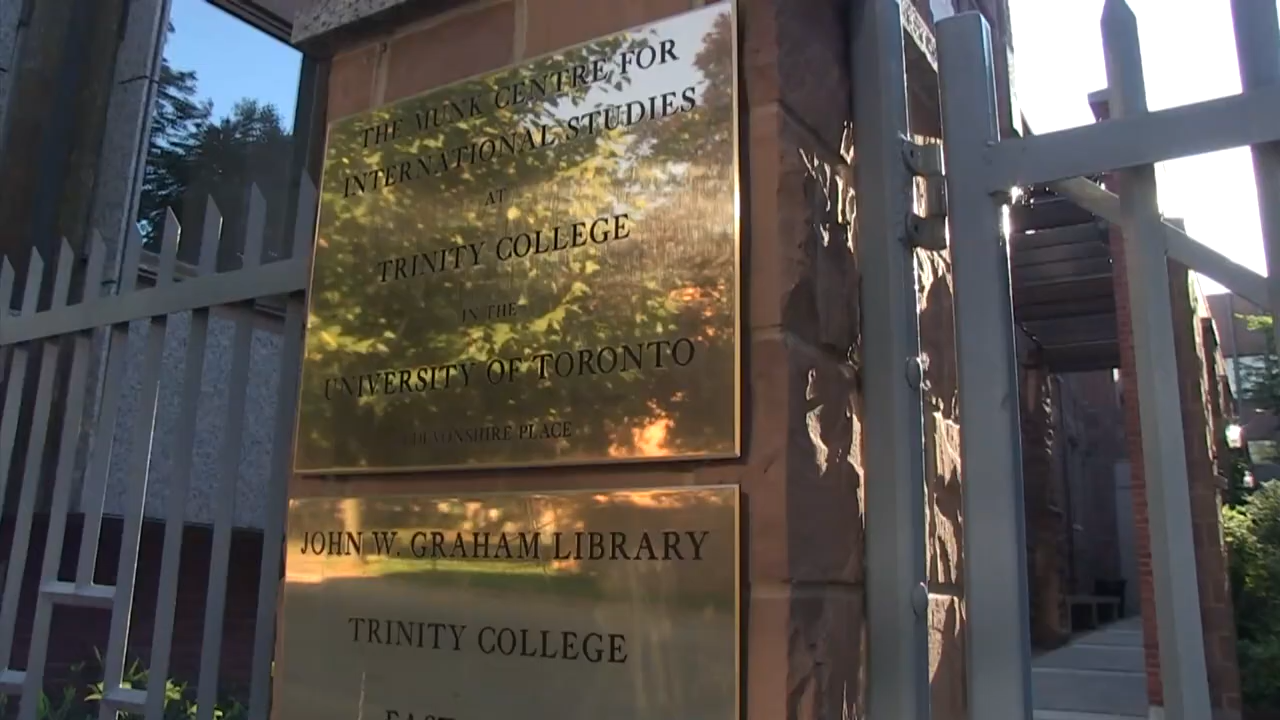 THE MUNK CENTRE FOR
INTERNATIONAL STUDIES
AT
TRINITY COLLEGE
IN THE
UNIVERSITY OF TORONTO
DEVONSHIRE PLACE
JOHN W. GRAHAM LIBRARY
TRINITY COLLEGE